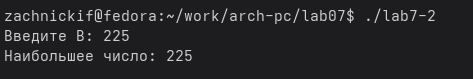 zachnickif@fedora:~/work/arch-pc/lab07$ ./lab7-2
Введите B: 225
Наибольшее число: 225